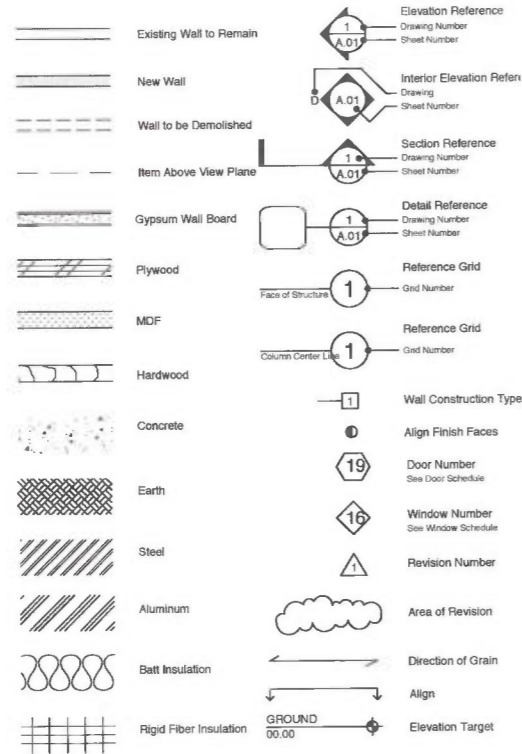 Existing Wall to Remain
New Wall
Wall to be Demolished
Item Above View Plane
Gypsum Wall Board
Plywood
MDF
Hardwood
Concrete
Earth
Steel
Aluminum
Batt Insulation
Rigid Fiber Insulation
1
A.01
Elevation Reference
Drawing Number
Sheet Number
D
A.01
Interior Elevation Refere
Drawing
Sheet Number
1
A.01
Section Reference
Drawing Number
Sheet Number
1
A.01
Detail Reference
Drawing Number
Sheet Number
Face of Structure
1
Reference Grid
Grid Number
Column Center Line
1
Reference Grid
Grid Number
1
Wall Construction Type
Align Finish Faces
19
Door Number
See Door Schedule
16
Window Number
See Window Schedule
1
Revision Number
Area of Revision
Direction of Grain
Align
GROUND
00.00
Elevation Target